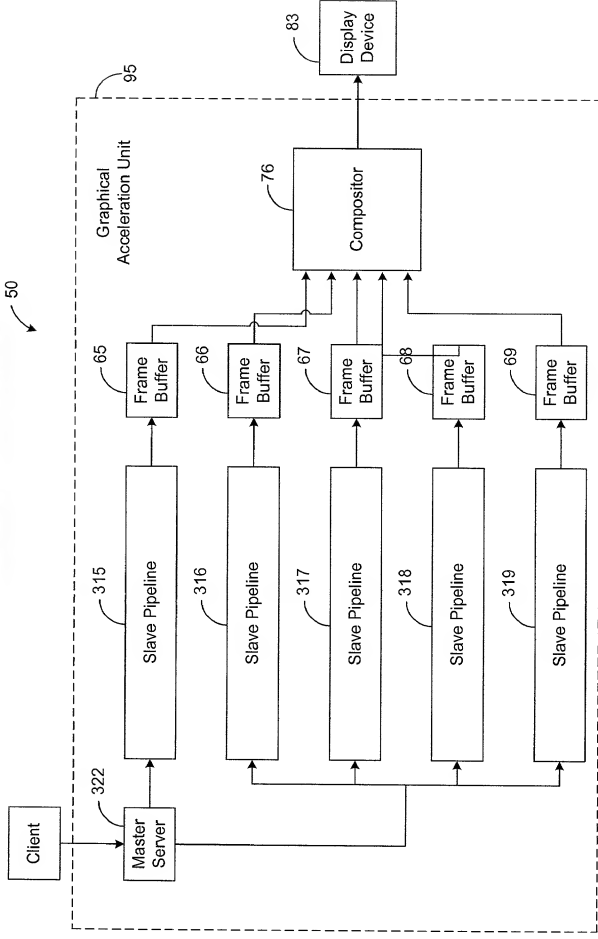 50
95
Graphical
Acceleration Unit
Client
322
Master
Server
315
Slave Pipeline
65
Frame
Buffer
316
Slave Pipeline
66
Frame
Buffer
317
Slave Pipeline
67
Frame
Buffer
318
Slave Pipeline
68
Frame
Buffer
319
Slave Pipeline
69
Frame
Buffer
76
Compositor
83
Display
Device